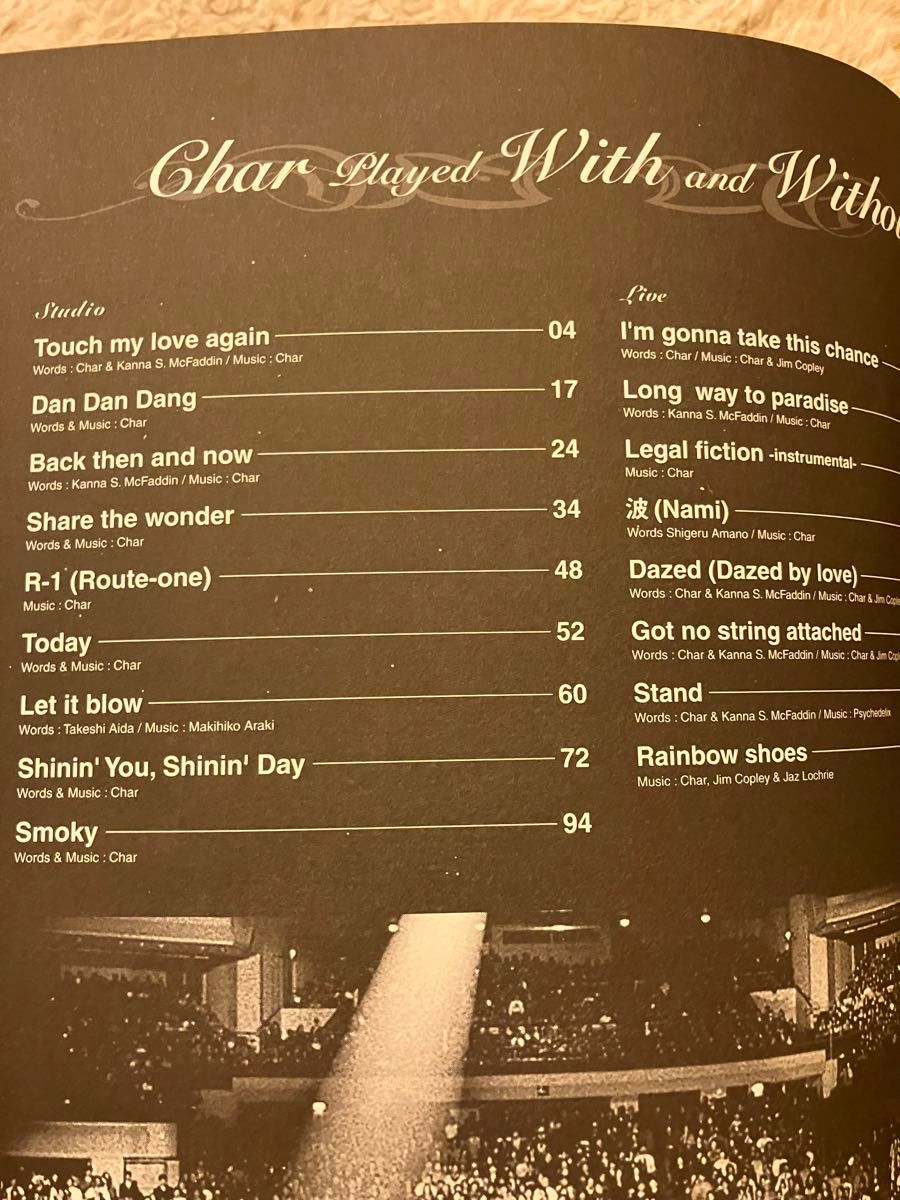 Char Played With and
Studio
Touch my love again 04
Words : Char & Kanna S. McFaddin / Music : Char
Dan Dan Dang 17
Words & Music : Char
Back then and now 24
Words : Kanna S. McFaddin / Music : Char
Share the wonder 34
Words & Music : Char
R-1 (Route-one) 48
Music : Char
Today 52
Words & Music : Char
Let it blow 60
Words : Takeshi Aida / Music : Makihiko Araki
Shinin' You, Shinin' Day 72
Words & Music : Char
Smoky 94
Words & Music : Char
Live
I'm gonna take this chance
Words : Char / Music : Char & Jim Copley
Long way to paradise
Words : Kanna S. McFaddin / Music : Char
Legal fiction -instrumental-
Music : Char
波 (Nami)
Words Shigeru Amano / Music : Char
Dazed (Dazed by love)
Words : Char & Kanna S. McFaddin / Music : Char & Jim
Got no string attached
Words : Char & Kanna S. McFaddin / Music : Char & Jim
Stand
Words : Char & Kanna S. McFaddin / Music : Psychedelix
Rainbow shoes
Music : Char, Jim Copley & Jaz Lochrie